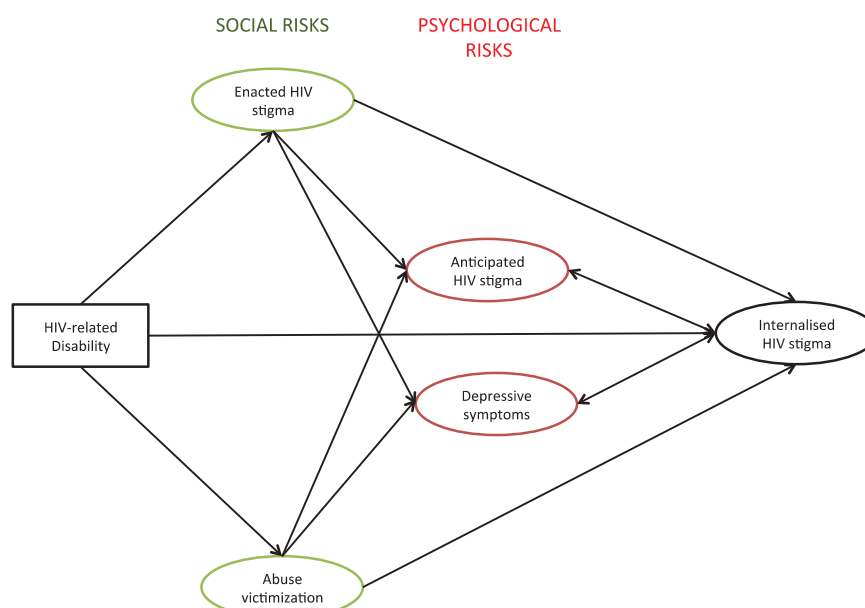 SOCIAL RISKS
PSYCHOLOGICAL
RISKS
Enacted HIV
stigma
Anticipated
HIV stigma
HIV-related
Disability
Internalised
HIV stigma
Depressive
symptoms
Abuse
victimization